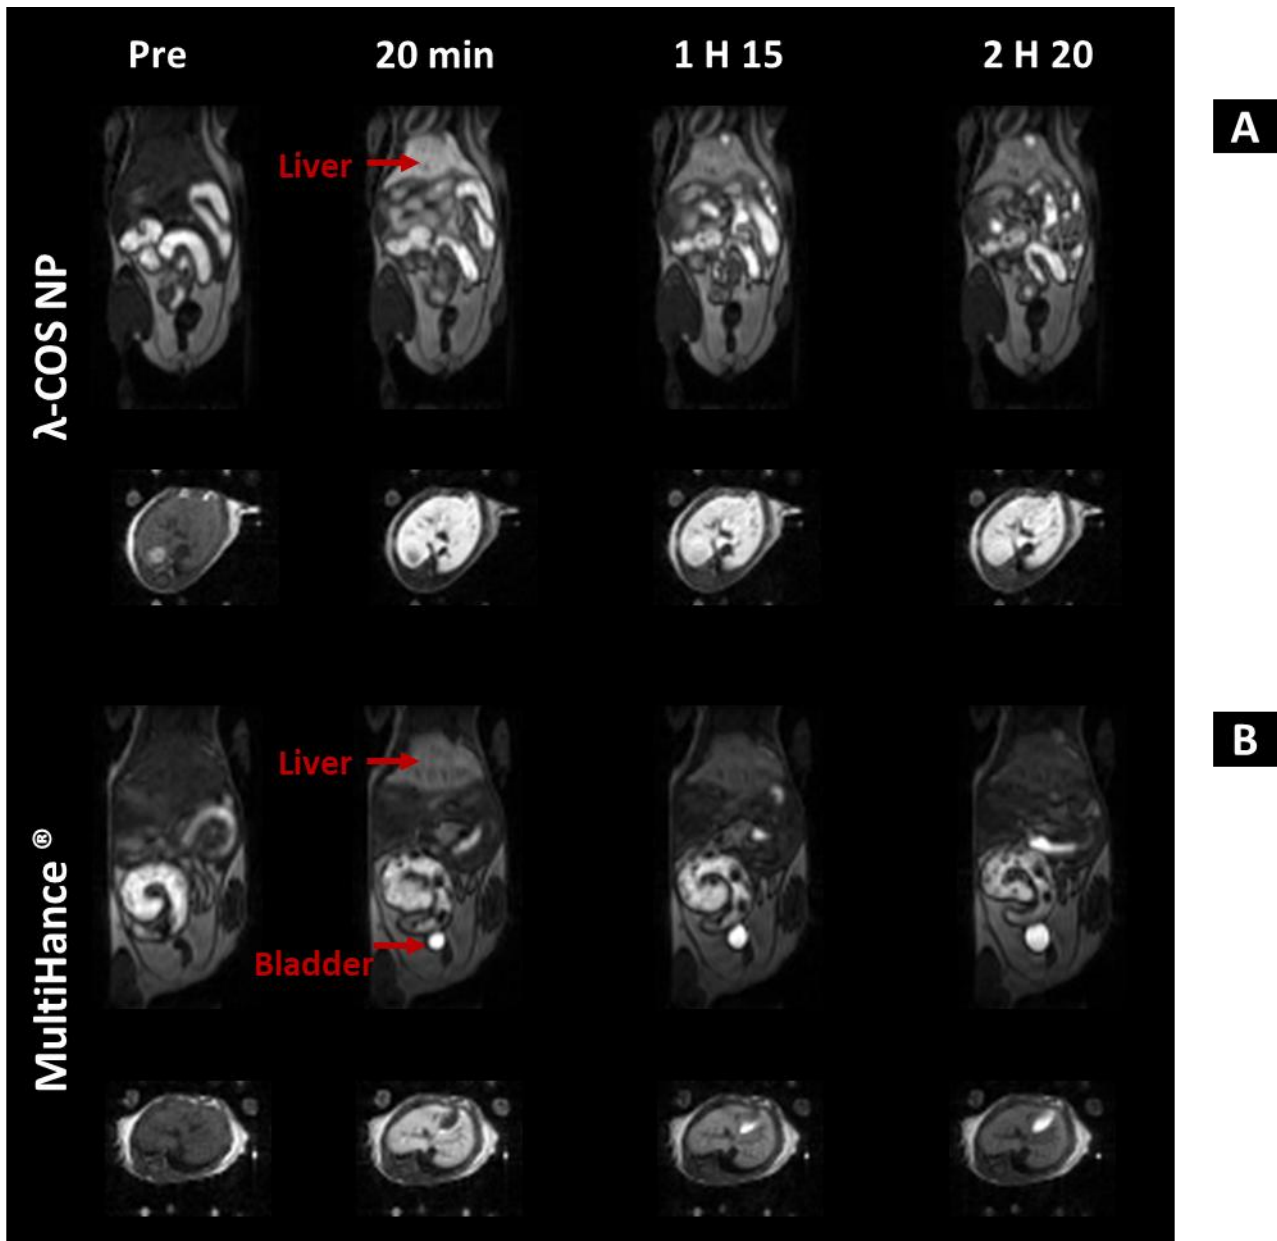 Pre 20 min 1 H 15 2 H 20
A
Liver
λ-COS NP
B
Liver
MultiHance ®
Bladder